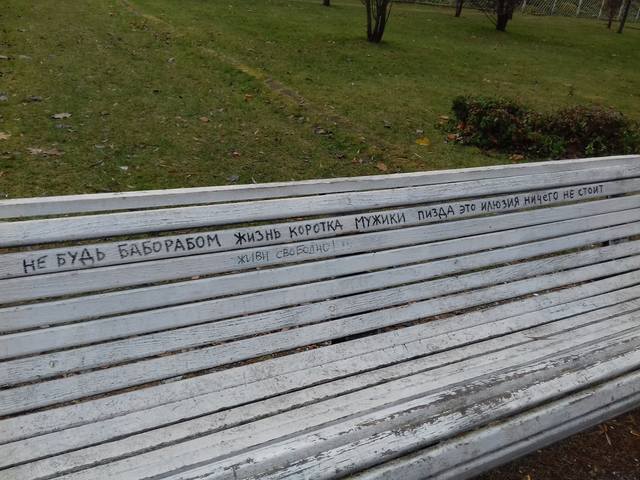 НЕ БУДЬ БАБОРАБОМ ЖИЗНЬ КОРОТКА МУЖИКИ ПИЗДА ЭТО ИЛЮЗИЯ НИЧЕГО НЕ СТОИТ
ЖИВИ СВОБОДНО!